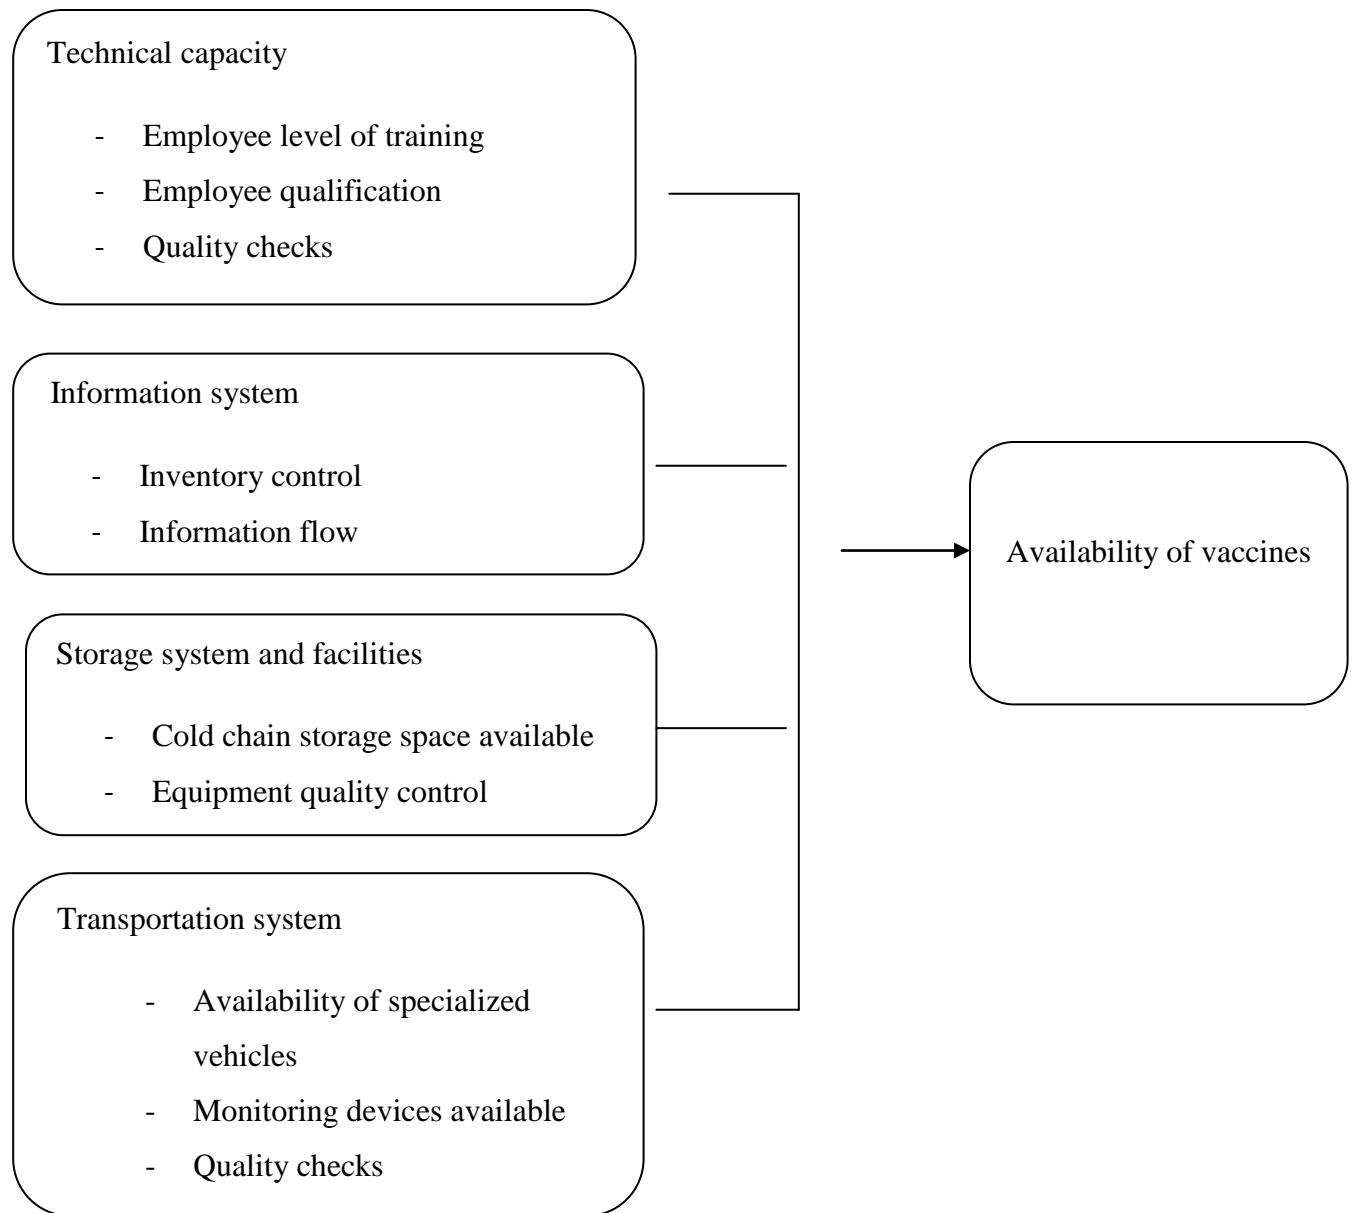 Technical capacity
- Employee level of training
- Employee qualification
- Quality checks
Information system
- Inventory control
- Information flow
Storage system and facilities
- Cold chain storage space available
- Equipment quality control
Transportation system
- Availability of specialized
vehicles
- Monitoring devices available
- Quality checks
Availability of vaccines